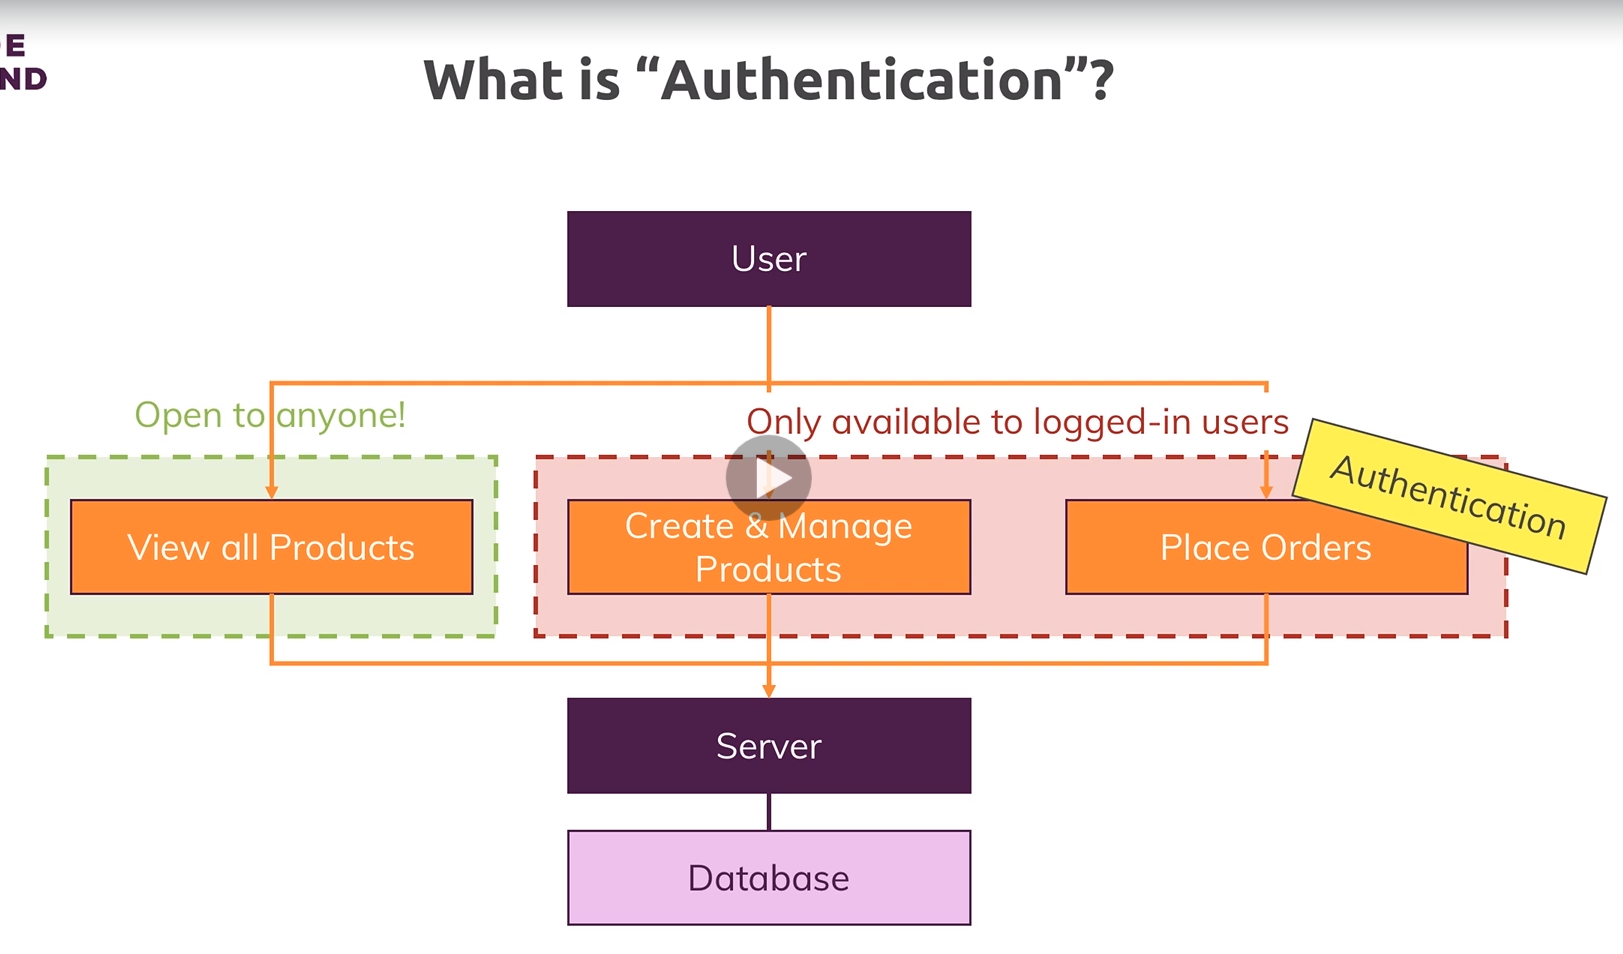 DE
ND
What is “Authentication”?
User
Open to anyone!
Only available to logged-in users
Authentication
View all Products
Create & Manage
Products
Place Orders
Server
Database